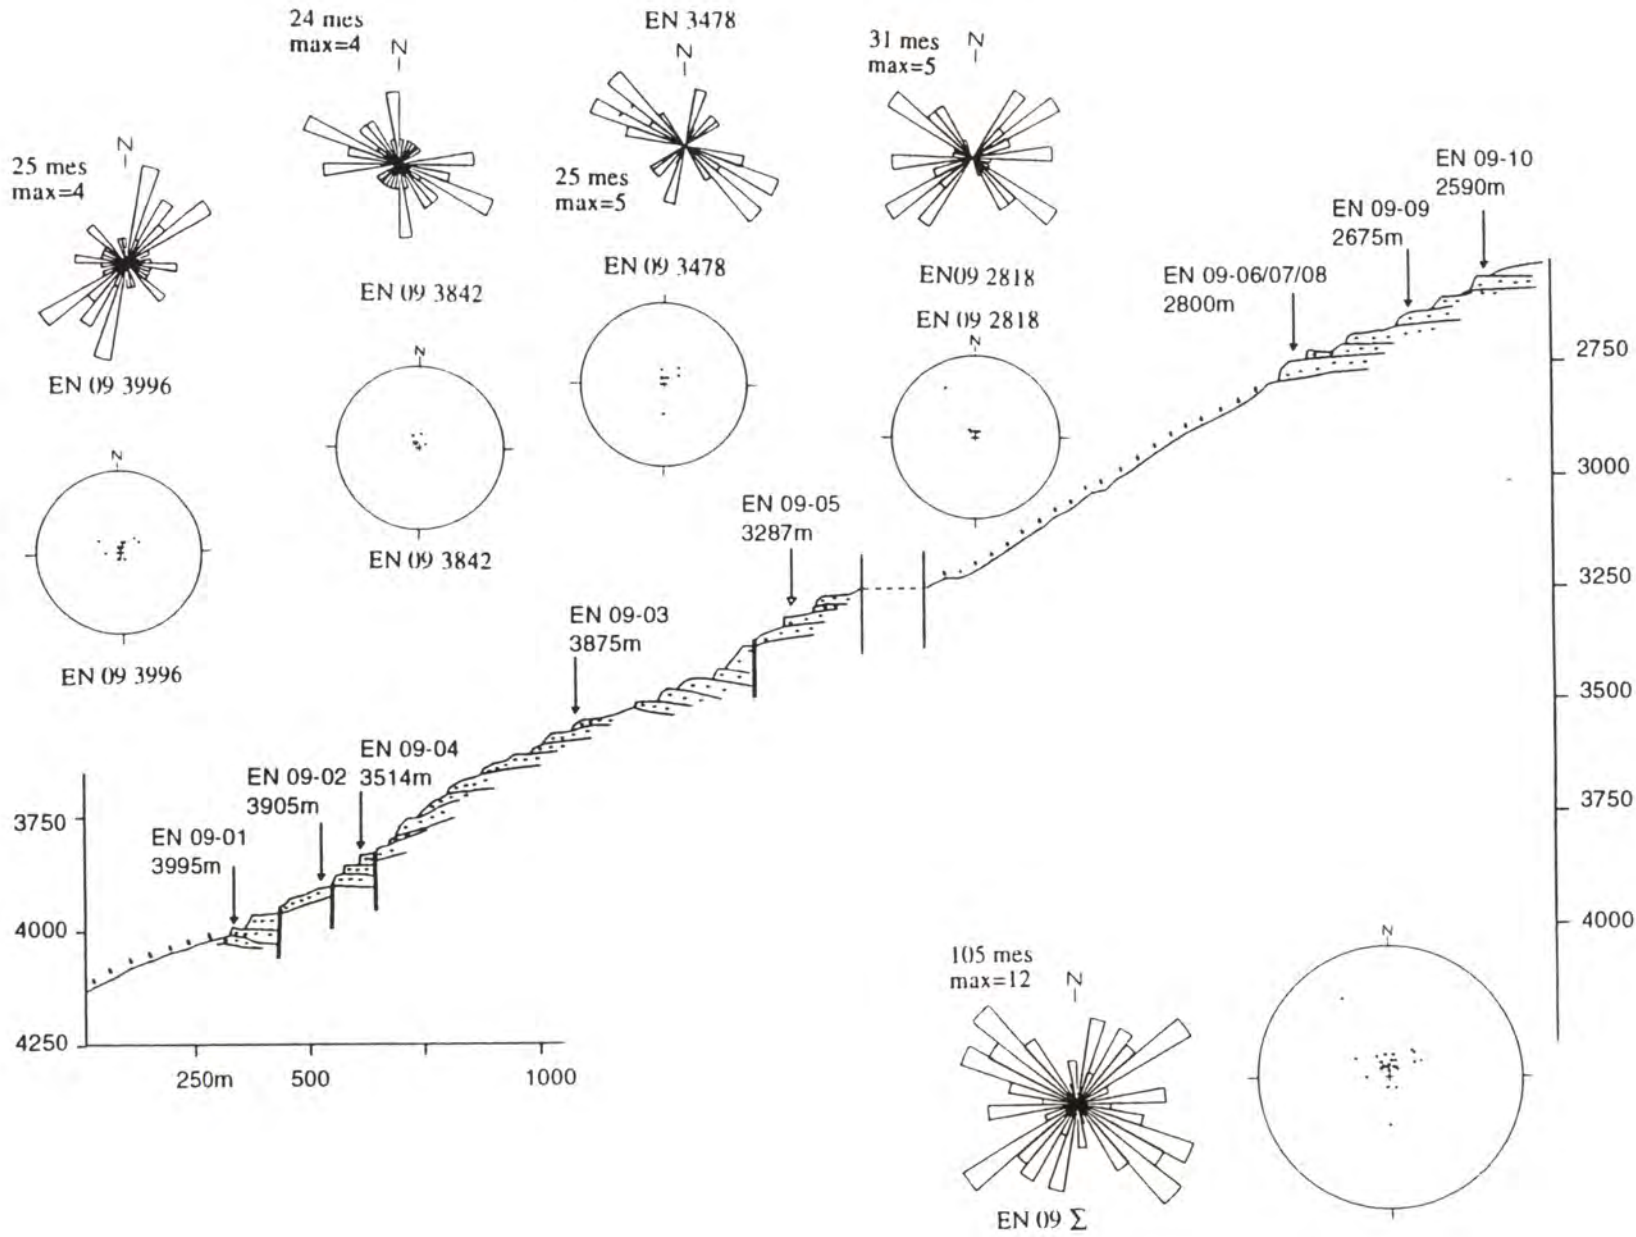 24 mes
max=4
N
EN 3478
N
31 mes
max=5
N
25 mes
max=4
N
25 mes
max=5
EN 09-10
2590m
EN 09-09
2675m
EN 09-06/07/08
2800m
EN 09 3996
EN 09 3842
EN 09 3478
EN09 2818
EN 09 2818
N
N
N
EN 09 3842
EN 09 3996
EN 09-05
3287m
EN 09-03
3875m
EN 09-04
3514m
EN 09-02
3905m
EN 09-01
3995m
2750
3000
3250
3500
3750
4000
3750
4000
4250
250m
500
1000
105 mes
max=12
N
EN 09 Σ
N